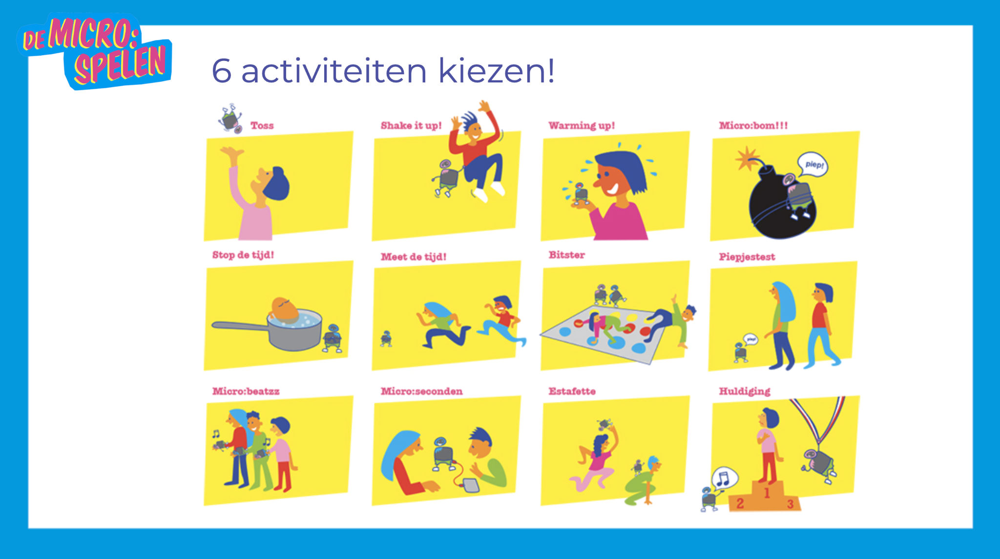 DE MICRO:
SPELEN
6 activiteiten kiezen!
Toss
Shake it up!
Warming up!
Micro:bom!!!
piep!
Stop de tijd!
Meet de tijd!
Bitster
Piepjestest
piep!
Micro:beatzz
Micro:seconden
Estafette
Huldiging
1
2
3